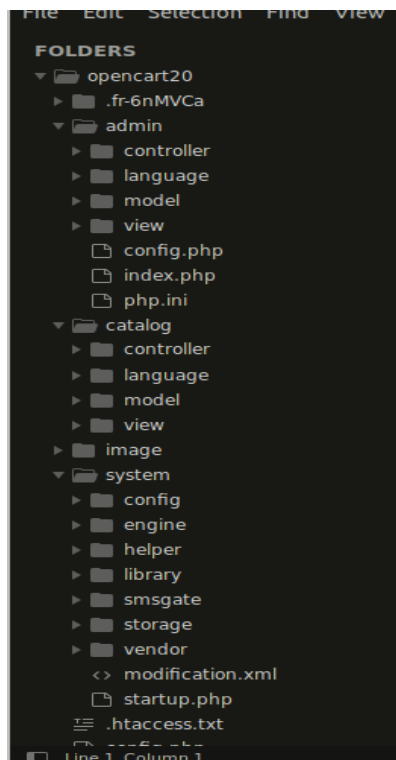 File Edit Selection Find View
FOLDERS
opencart20
.fr-6nMVCa
admin
controller
language
model
view
config.php
index.php
php.ini
catalog
controller
language
model
view
image
system
config
engine
helper
library
smsgate
storage
vendor
<> modification.xml
startup.php
.htaccess.txt
config.php
Line 1, Column 1